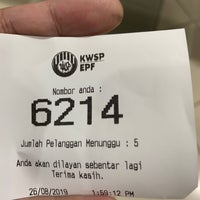 KWSP
EPF
Nombor anda :
6214
Jumlah Pelanggan Menunggu : 5
Anda akan dilayan sebentar lagi
Terima kasih.
26/08/2019 1:59:12 PM